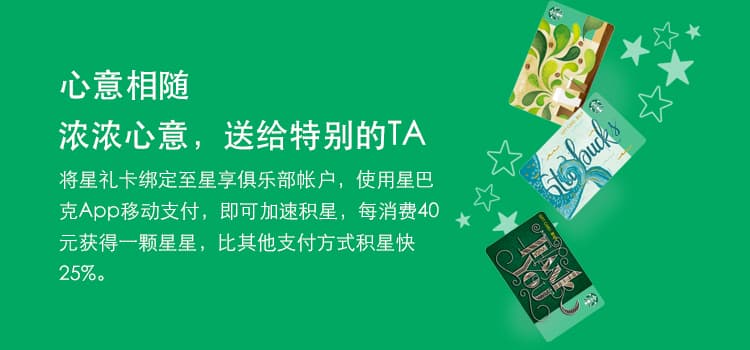 心意相随
浓浓心意，送给特别的TA
将星礼卡绑定至星享俱乐部帐户，使用星巴
克App移动支付，即可加速积星，每消费40
元获得一颗星星，比其他支付方式积星快
25%。
Starbucks
THANK
YOU